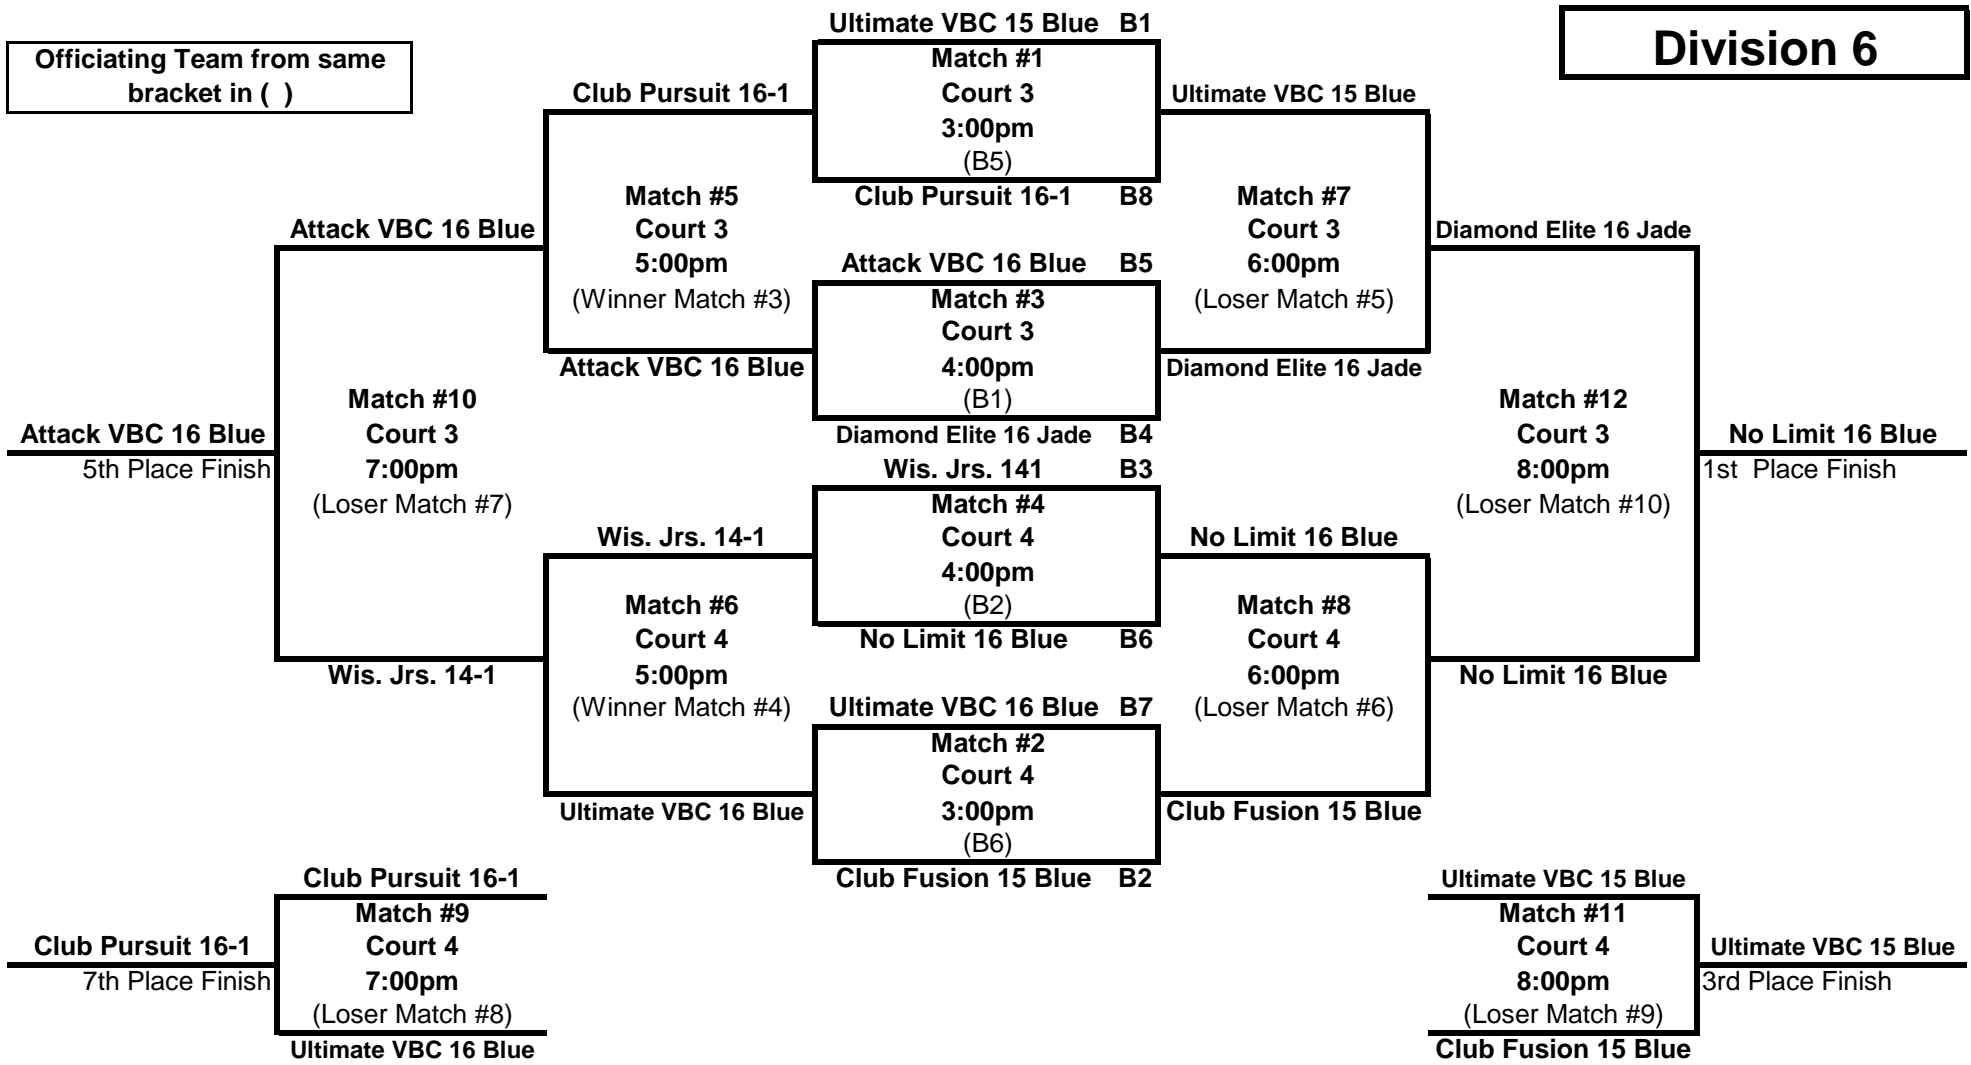 Ultimate VBC 15 Blue B1
Division 6
Officiating Team from same
bracket in ( )
Match #1
Court 3
3:00pm
(B5)
Club Pursuit 16-1
Ultimate VBC 15 Blue
Club Pursuit 16-1 B8
Match #5
Court 3
5:00pm
(Winner Match #3)
Match #7
Court 3
6:00pm
(Loser Match #5)
Attack VBC 16 Blue
Diamond Elite 16 Jade
Attack VBC 16 Blue B5
Match #3
Court 3
4:00pm
(B1)
Attack VBC 16 Blue
Diamond Elite 16 Jade
Diamond Elite 16 Jade B4
Match #10
Court 3
7:00pm
(Loser Match #7)
Match #12
Court 3
8:00pm
(Loser Match #10)
Attack VBC 16 Blue
5th Place Finish
No Limit 16 Blue
1st Place Finish
Wis. Jrs. 141 B3
Match #4
Court 4
4:00pm
(B2)
Wis. Jrs. 14-1
No Limit 16 Blue
No Limit 16 Blue B6
Match #6
Court 4
5:00pm
(Winner Match #4)
Match #8
Court 4
6:00pm
(Loser Match #6)
Wis. Jrs. 14-1
No Limit 16 Blue
Ultimate VBC 16 Blue B7
Match #2
Court 4
3:00pm
(B6)
Ultimate VBC 16 Blue
Club Fusion 15 Blue
Club Fusion 15 Blue B2
Club Pursuit 16-1
Match #9
Court 4
7:00pm
(Loser Match #8)
Ultimate VBC 16 Blue
Club Pursuit 16-1
7th Place Finish
Ultimate VBC 15 Blue
Match #11
Court 4
8:00pm
(Loser Match #9)
Club Fusion 15 Blue
Ultimate VBC 15 Blue
3rd Place Finish